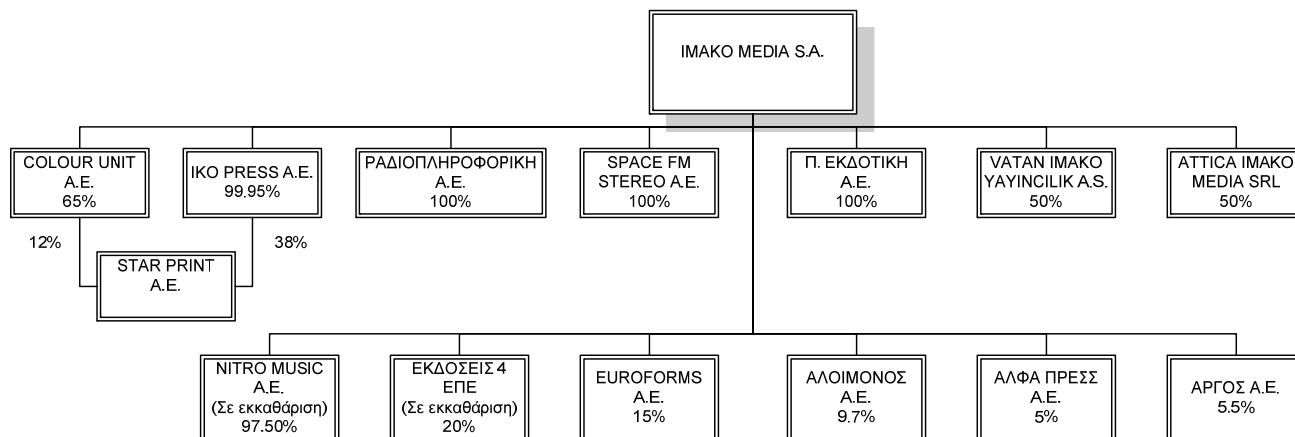 IMAKO MEDIA S.A.
COLOUR UNIT
Α.Ε.
65%
IKO PRESS Α.Ε.
99.95%
ΡΑΔΙΟΠΛΗΡΟΦΟΡΙΚΗ
Α.Ε.
100%
SPACE FM
STEREO Α.Ε.
100%
Π. ΕΚΔΟΤΙΚΗ
Α.Ε.
100%
VATAN IMAKO
YAYINCILIK A.S.
50%
ATTICA IMAKO
MEDIA SRL
50%
12%
38%
STAR PRINT
Α.Ε.
NITRO MUSIC
Α.Ε.
(Σε εκκαθάριση)
97.50%
ΕΚΔΟΣΕΙΣ 4
ΕΠΕ
(Σε εκκαθάριση)
20%
EUROFORMS
Α.Ε.
15%
ΑΛΟΙΜΟΝΟΣ
Α.Ε.
9.7%
ΑΛΦΑ ΠΡΕΣΣ
Α.Ε.
5%
ΑΡΓΟΣ Α.Ε.
5.5%